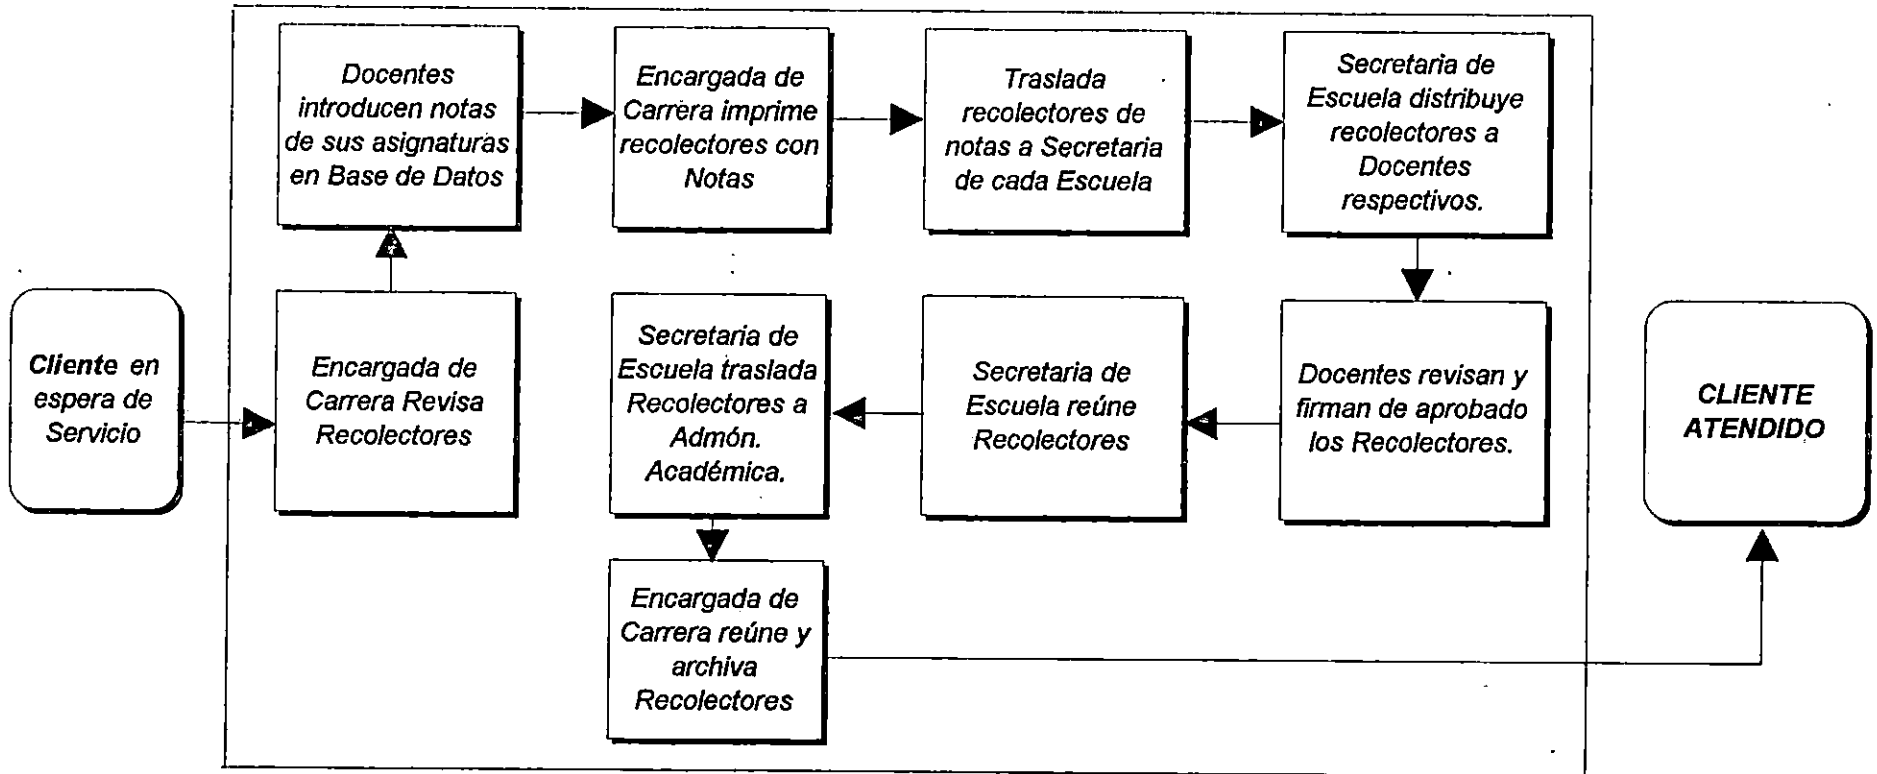 Cliente en
espera de
Servicio
Encargada de
Carrera Revisa
Recolectores
Docentes
introducen notas
de sus asignaturas
en Base de Datos
Encargada de
Carrera imprime
recolectores con
Notas
Traslada
recolectores de
notas a Secretaria
de cada Escuela
Secretaria de
Escuela distribuye
recolectores a
Docentes
respectivos.
Docentes revisan y
firman de aprobado
los Recolectores.
Secretaria de
Escuela reúne
Recolectores
Secretaria de
Escuela traslada
Recolectores a
Admón.
Académica.
Encargada de
Carrera reúne y
archiva
Recolectores
CLIENTE
ATENDIDO